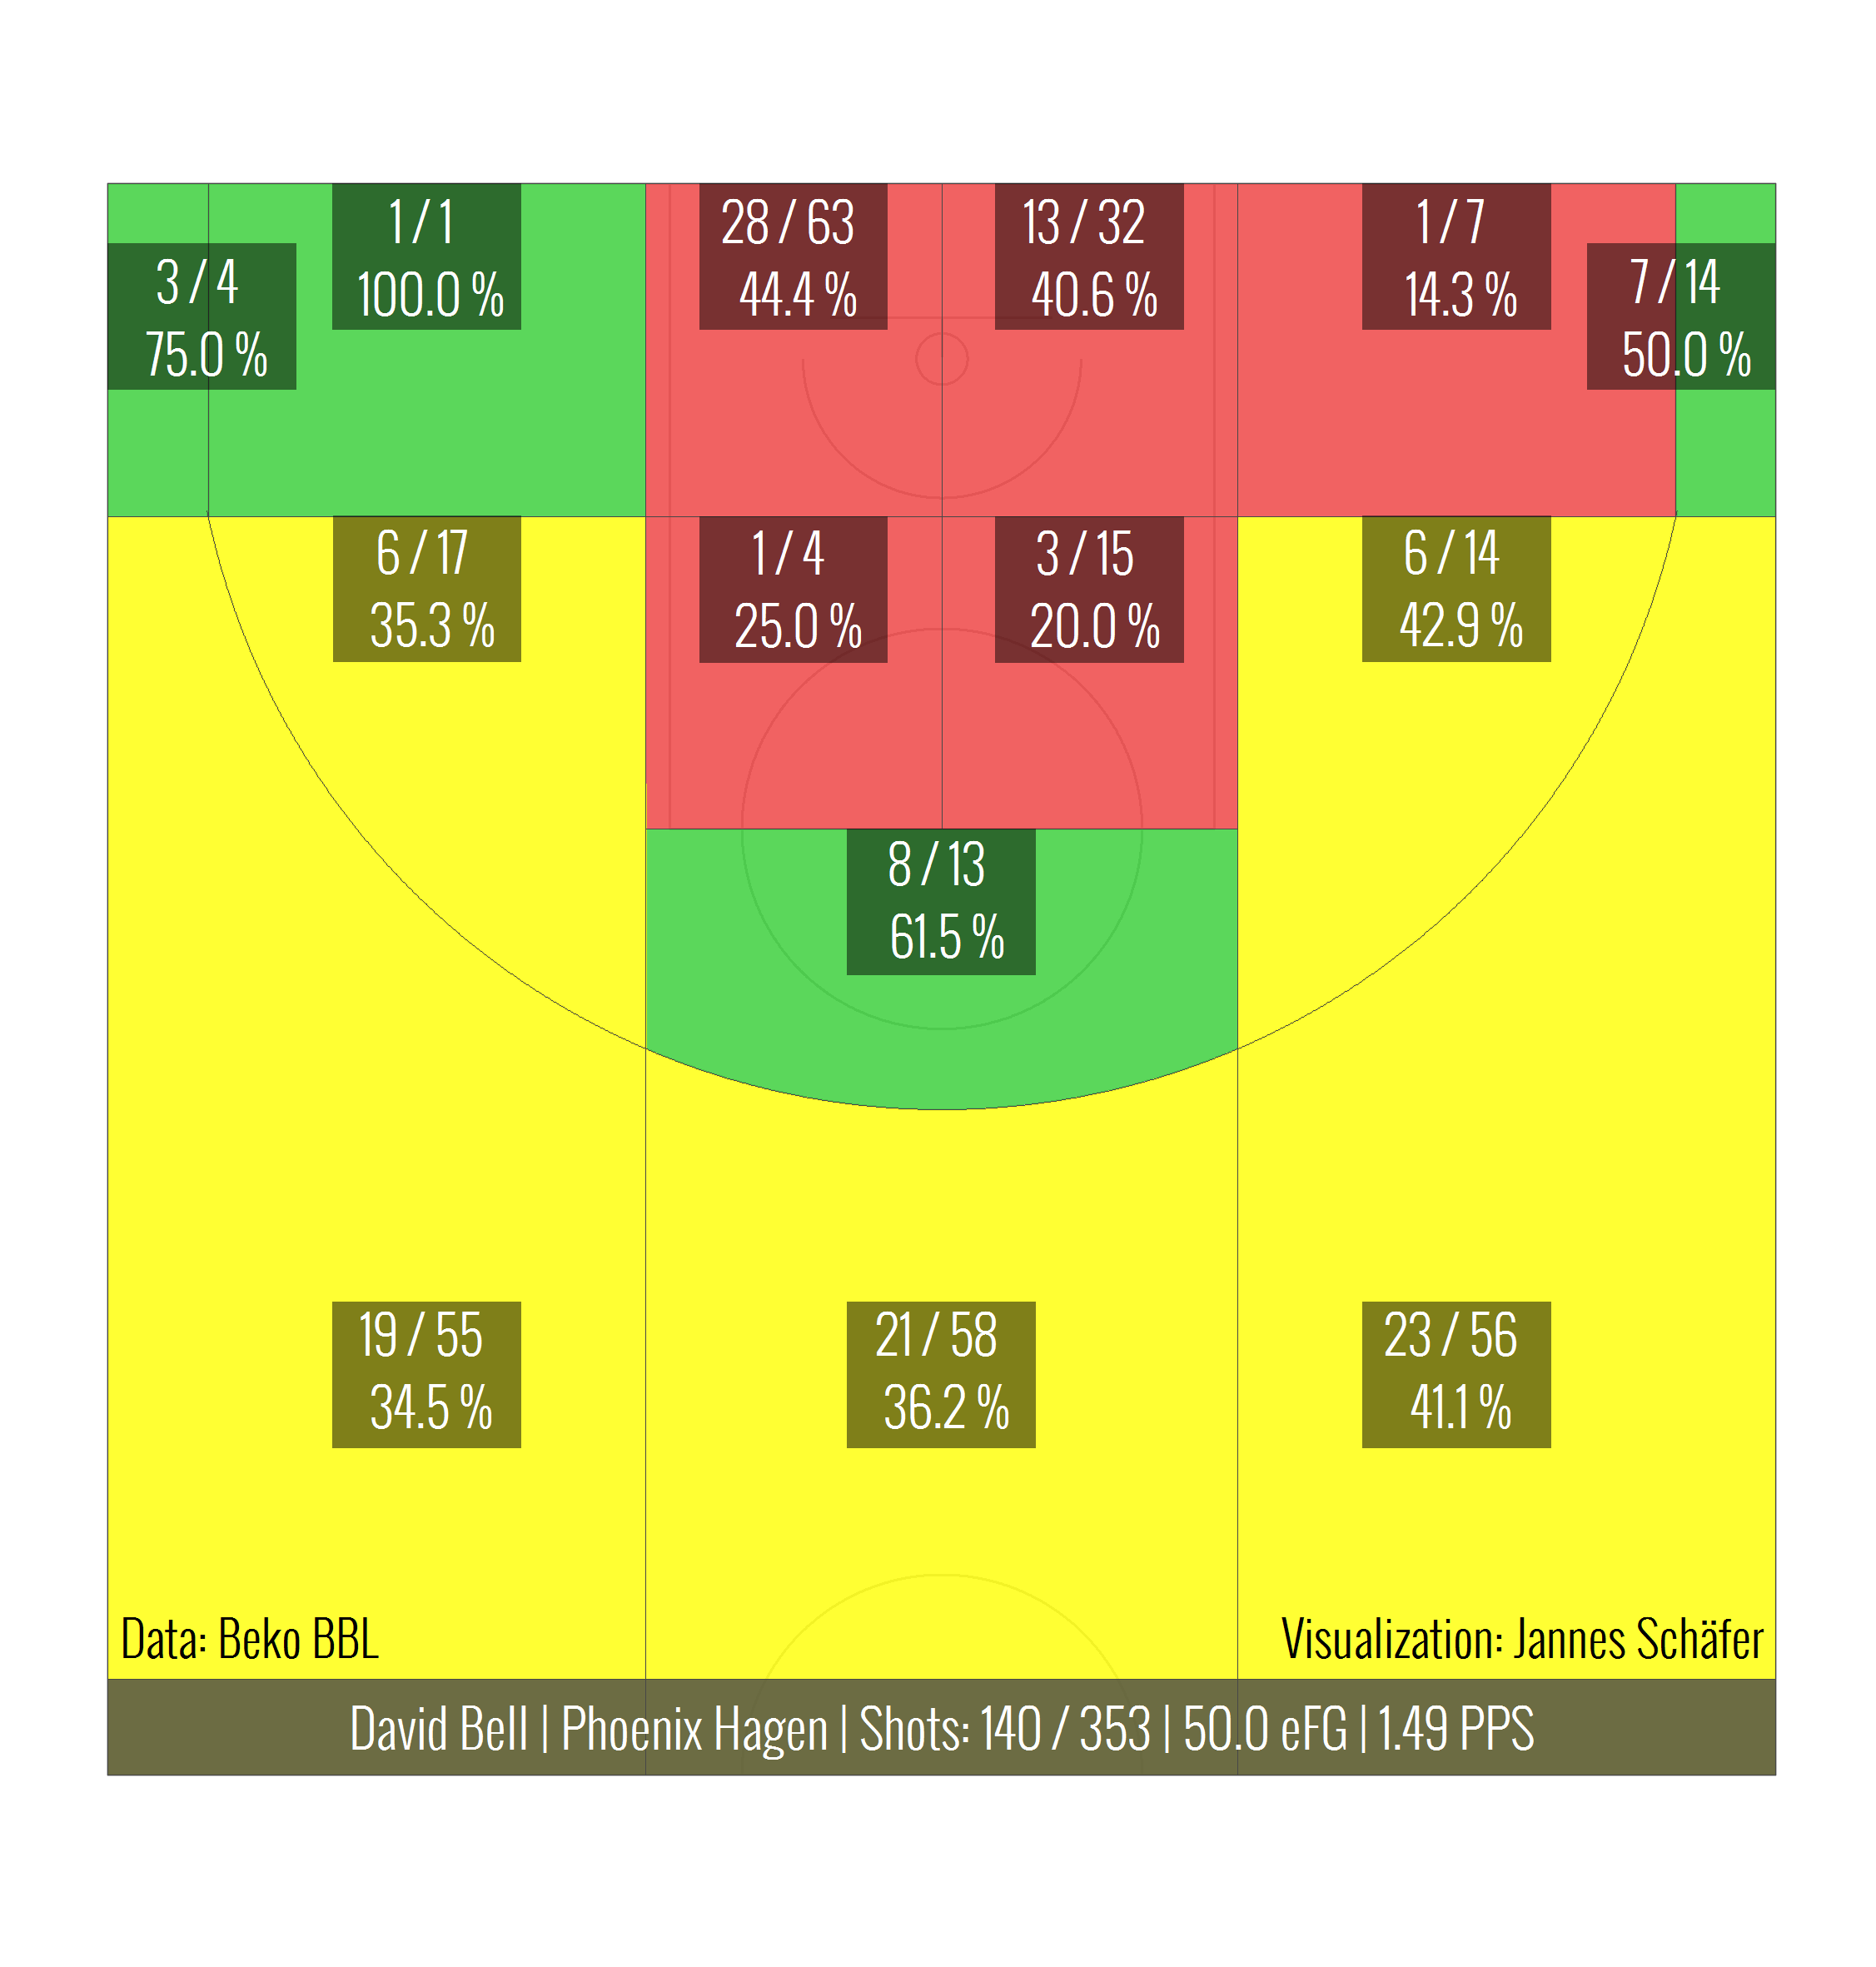 1 / 1
100.0 %
28 / 63
44.4 %
13 / 32
40.6 %
1 / 7
14.3 %
3 / 4
75.0 %
7 / 14
50.0 %
6 / 17
35.3 %
1 / 4
25.0 %
3 / 15
20.0 %
6 / 14
42.9 %
8 / 13
61.5 %
19 / 55
34.5 %
21 / 58
36.2 %
23 / 56
41.1 %
Data: Beko BBL
Visualization: Jannes Schäfer
David Bell | Phoenix Hagen | Shots: 140 / 353 | 50.0 eFG | 1.49 PPS